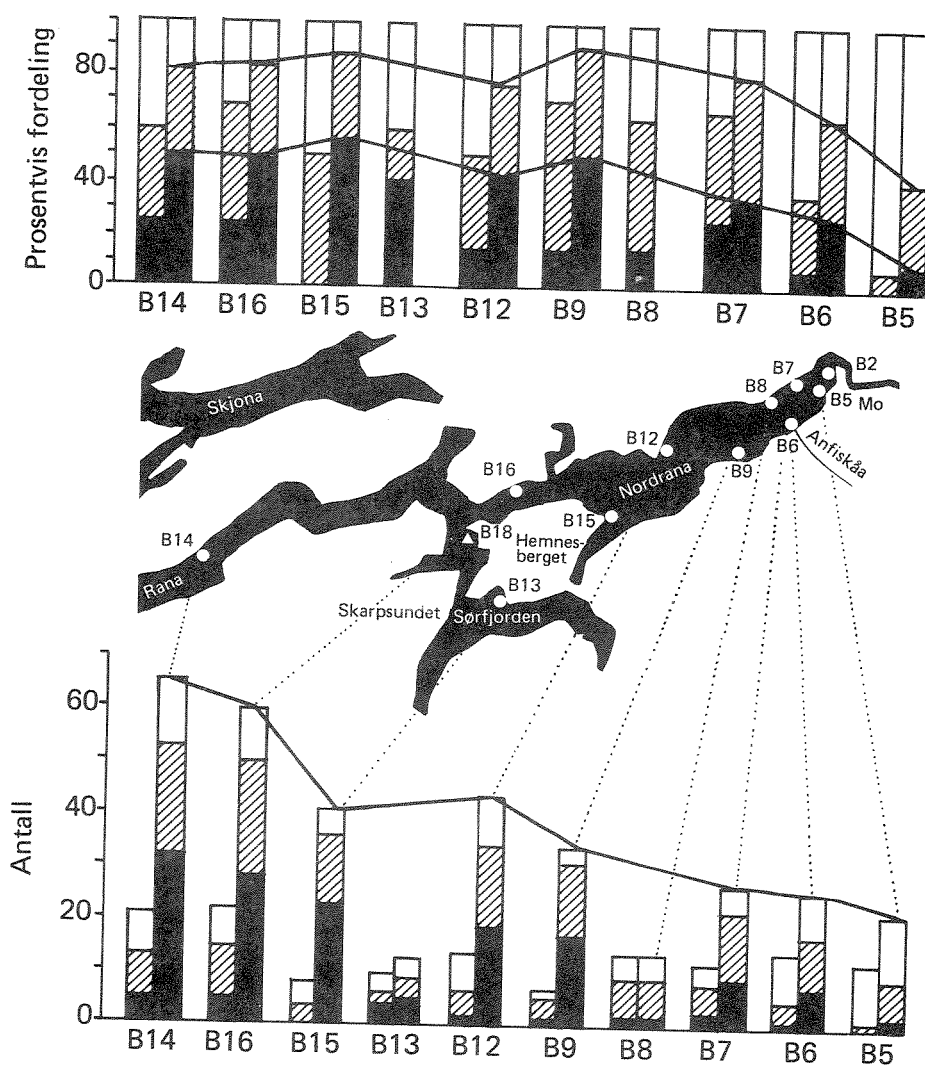 Prosentvis fordeling
80
40
0
B14 B16 B15 B13 B12 B9 B8 B7 B6 B5
Skjona
B7
B2
B8
B5
Mo
B12
B6
Anfiskåa
B16
Nordrana
B9
B15
B14
B18
Hemnes-
berget
Rana
B13
Skarpsundet
Sørfjorden
Antall
60
40
20
0
B14 B16 B15 B13 B12 B9 B8 B7 B6 B5